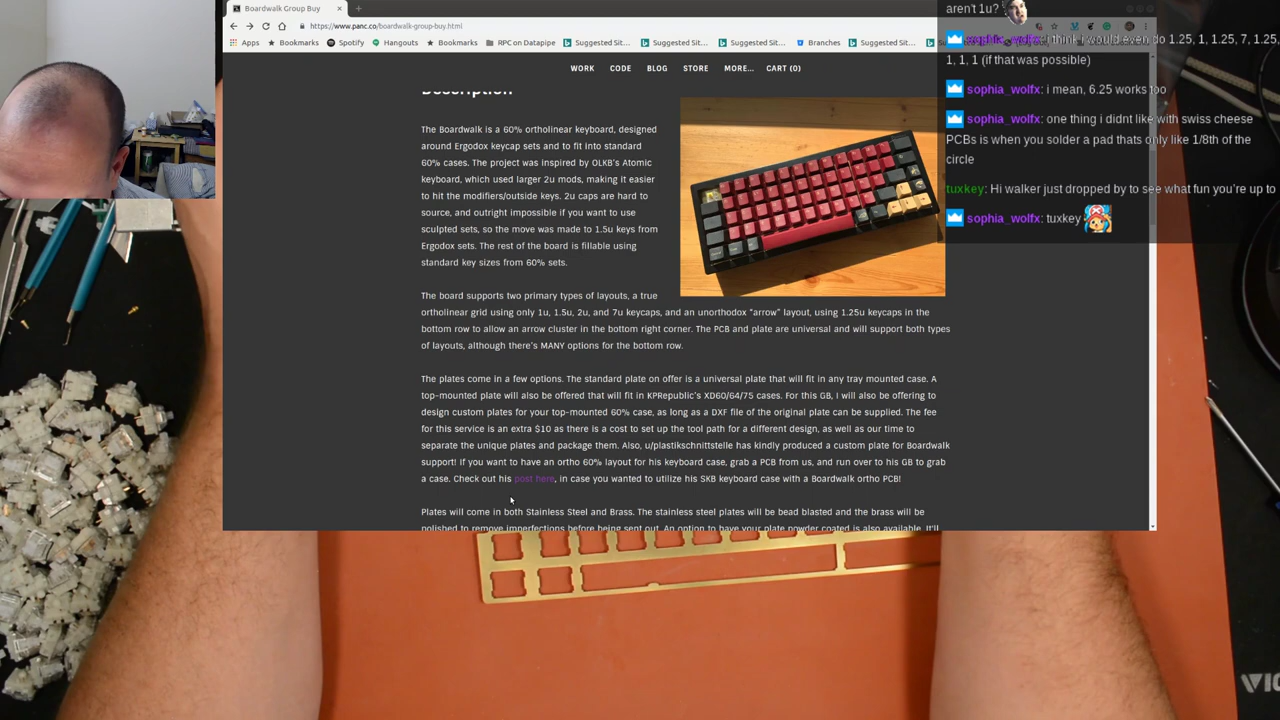 Boardwalk Group Buy
https://www.panc.co/boardwalk-group-buy.html
Apps Bookmarks Spotify Hangouts Bookmarks RPC on Datapipe Suggested Sit... Suggested Sit... Suggested Sit... Branches Suggested Sit...
WORK CODE BLOG STORE MORE... CART (0)
Description
The Boardwalk is a 60% ortholinear keyboard, designed
around Ergodox keycap sets and to fit into standard
60% cases. The project was inspired by OLKB's Atomic
keyboard, which used larger 2u mods, making it easier
to hit the modifiers/outside keys. 2u caps are hard to
source, and outright impossible if you want to use
sculpted sets, so the move was made to 1.5u keys from
Ergodox sets. The rest of the board is fillable using
standard key sizes from 60% sets.
The board supports two primary types of layouts, a true
ortholinear grid using only 1u, 1.5u, 2u, and 7u keycaps, and an unorthodox "arrow" layout, using 1.25u keycaps in the
bottom row to allow an arrow cluster in the bottom right corner. The PCB and plate are universal and will support both types
of layouts, although there's MANY options for the bottom row.
The plates come in a few options. The standard plate on offer is a universal plate that will fit in any tray mounted case. A
top-mounted plate will also be offered that will fit in KPRepublic's XD60/64/75 cases. For this GB, I will also be offering to
design custom plates for your top-mounted 60% case, as long as a DXF file of the original plate can be supplied. The fee
for this service is an extra $10 as there is a cost to set up the tool path for a different design, as well as our time to
separate the unique plates and package them. Also, u/plastikschnittstelle has kindly produced a custom plate for Boardwalk
support! If you want to have an ortho 60% layout for his keyboard case, grab a PCB from us, and run over to his GB to grab
a case. Check out his post here, in case you wanted to utilize his SKB keyboard case with a Boardwalk ortho PCB!
Plates will come in both Stainless Steel and Brass. The stainless steel plates will be bead blasted and the brass will be
polished to remove imperfections before being sent out. An option to have your plate powder coated is also available. It'll
aren't 1u?
sophia_wolfx: i think i would even do 1.25, 1, 1.25, 7, 1.25,
1, 1, 1 (if that was possible)
sophia_wolfx: i mean, 6.25 works too
sophia_wolfx: one thing i didnt like with swiss cheese
PCBs is when you solder a pad thats only like 1/8th of the
circle
tuxkey: Hi walker just dropped by to see what fun you're up to
sophia_wolfx: tuxkey